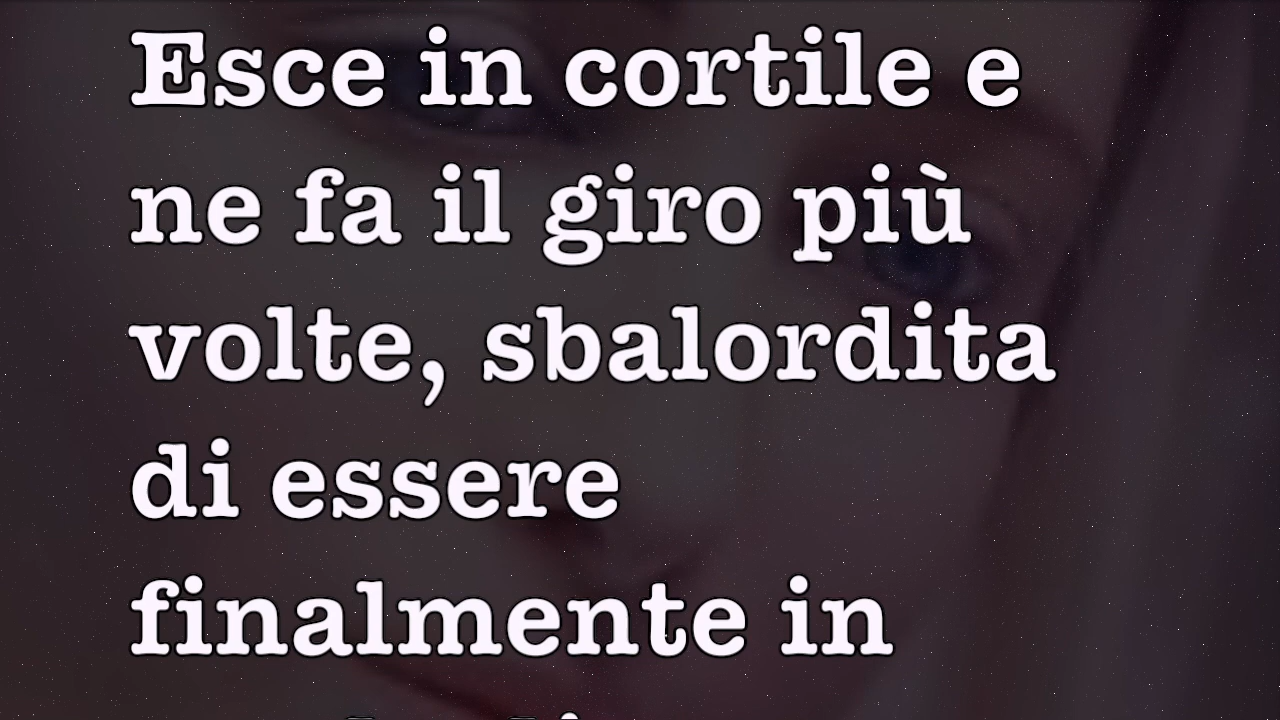 Esce in cortile e
ne fa il giro più
volte, sbalordita
di essere
finalmente in